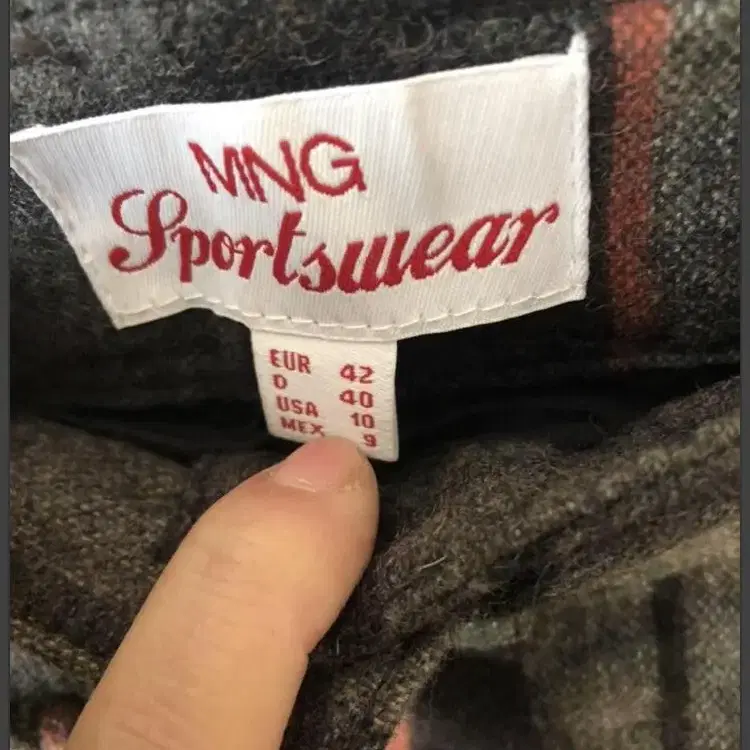 MNG
Sportswear
EUR 42
D 40
USA 10
MEX 9